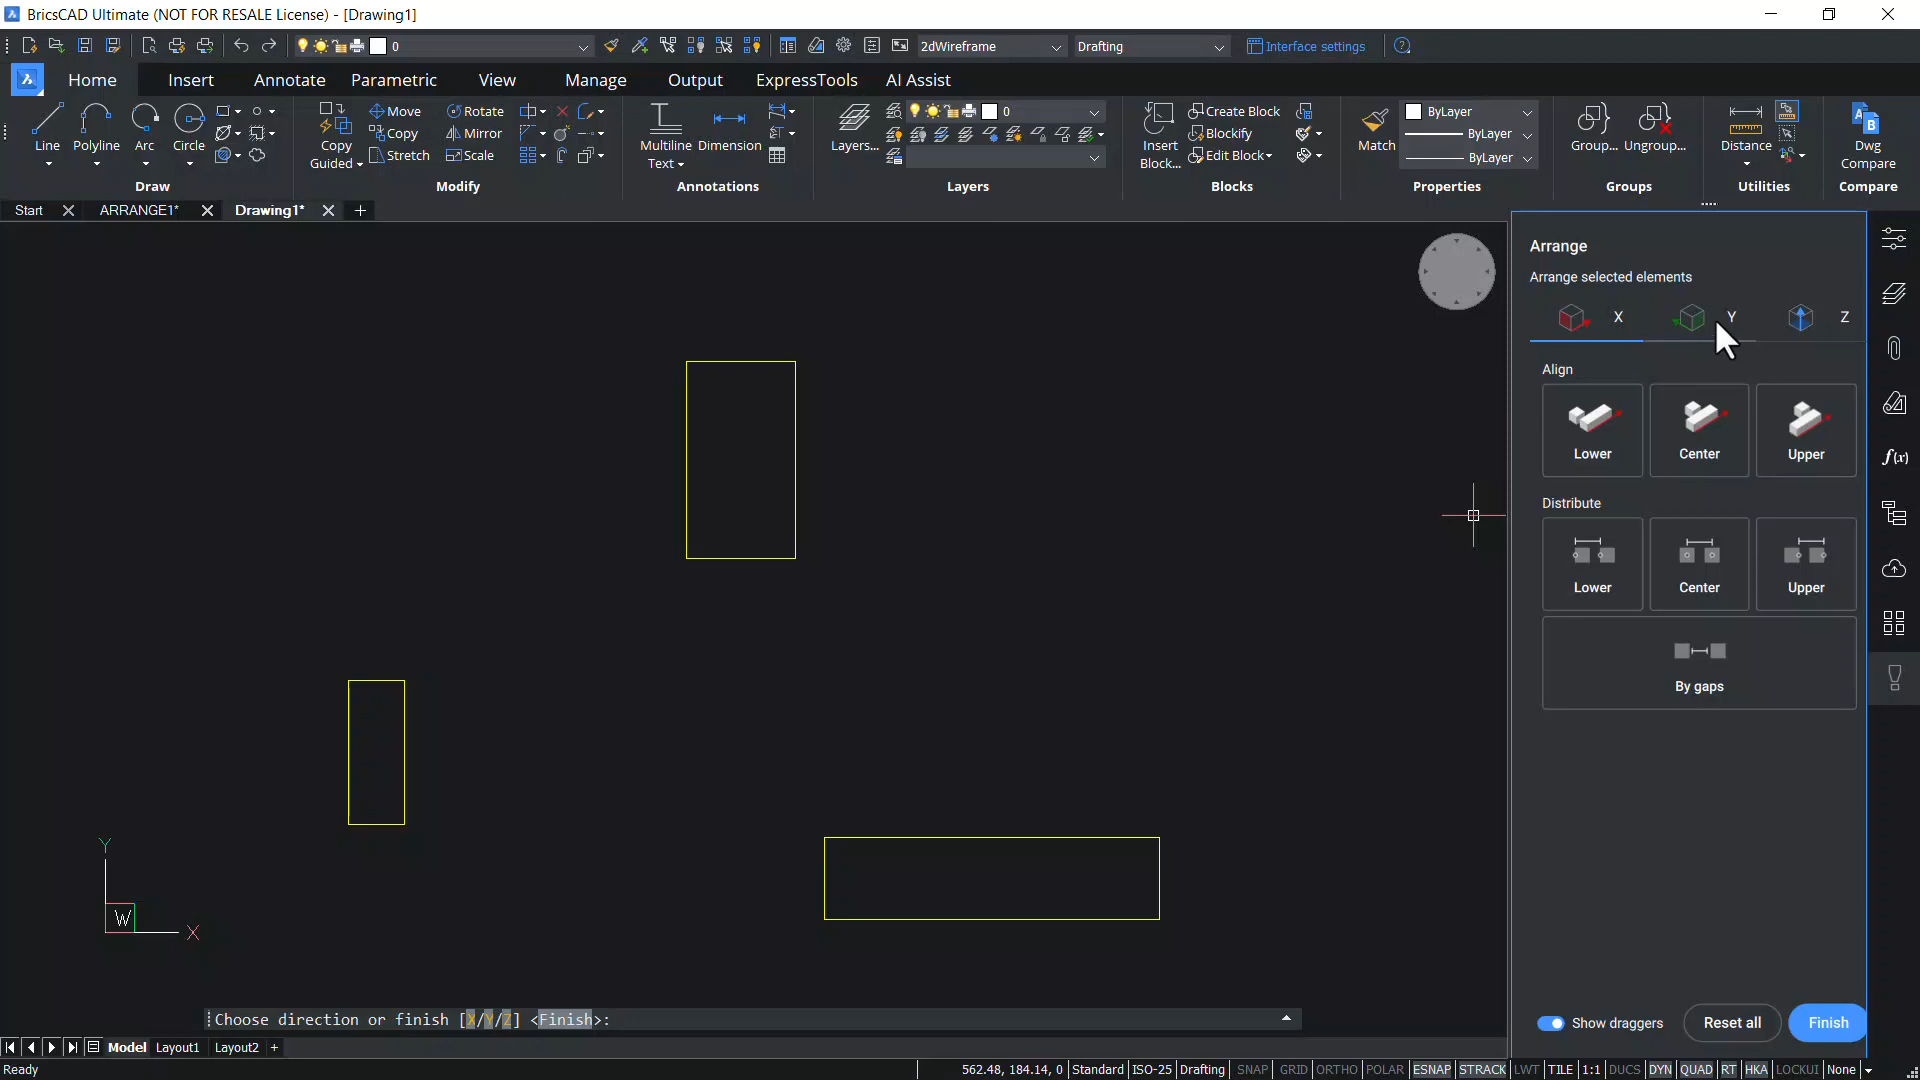 BricsCAD Ultimate (NOT FOR RESALE License) - [Drawing1]
0
2dWireframe
Drafting
Interface settings
Home
Insert
Annotate
Parametric
View
Manage
Output
ExpressTools
AI Assist
Line
Polyline
Arc
Circle
Draw
Copy
Guided
Move
Copy
Stretch
Rotate
Mirror
Scale
Modify
Multiline
Text
Dimension
Annotations
Layers...
0
Layers
Insert
Block...
Create Block
Blockify
Edit Block
Blocks
Match
ByLayer
ByLayer
ByLayer
Properties
Group...
Ungroup...
Groups
Distance
Utilities
Dwg
Compare
Compare
Start
ARRANGE1*
Drawing1*
Arrange
Arrange selected elements
X
Y
Z
Align
Lower
Center
Upper
Distribute
Lower
Center
Upper
By gaps
f(x)
Y
W
X
Choose direction or finish [X/Y/Z] <Finish>:
Show draggers
Reset all
Finish
Model
Layout1
Layout2
Ready
562.48, 184.14, 0
Standard
ISO-25
Drafting
SNAP
GRID
ORTHO
POLAR
ESNAP
STRACK
LWT
TILE
1:1
DUCS
DYN
QUAD
RT
HKA
LOCKUI
None